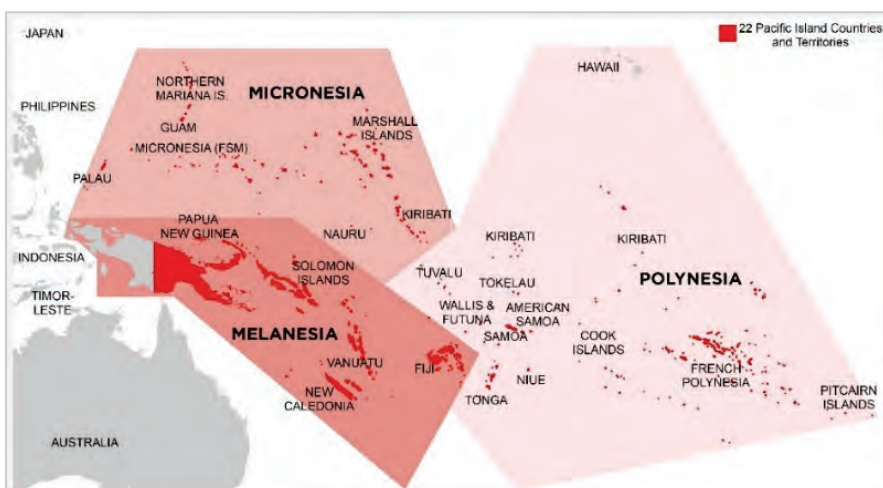 JAPAN
22 Pacific Island Countries
and Territories
HAWAII
NORTHERN
MARIANA IS.
MICRONESIA
PHILIPPINES
GUAM
MARSHALL
ISLANDS
MICRONESIA (FSM)
PALAU
KIRIBATI
PAPUA
NEW GUINEA
NAURU
KIRIBATI
KIRIBATI
INDONESIA
SOLOMON
ISLANDS
TUVALU
TOKELAU
POLYNESIA
TIMOR-
LESTE
WALLIS &
FUTUNA
AMERICAN
SAMOA
MELANESIA
SAMOA
COOK
ISLANDS
VANUATU
FIJI
NIUE
FRENCH
POLYNESIA
NEW
CALEDONIA
TONGA
PITCAIRN
ISLANDS
AUSTRALIA